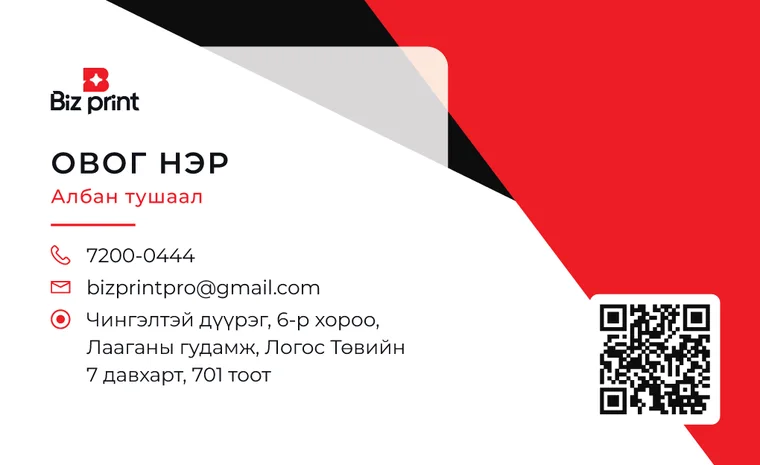 Biz print
ОВОГ НЭР
Албан тушаал
7200-0444
bizprintpro@gmail.com
Чингэлтэй дүүрэг, 6-р хороо,
Лааганы гудамж, Логос Төвийн
7 давхарт, 701 тоот